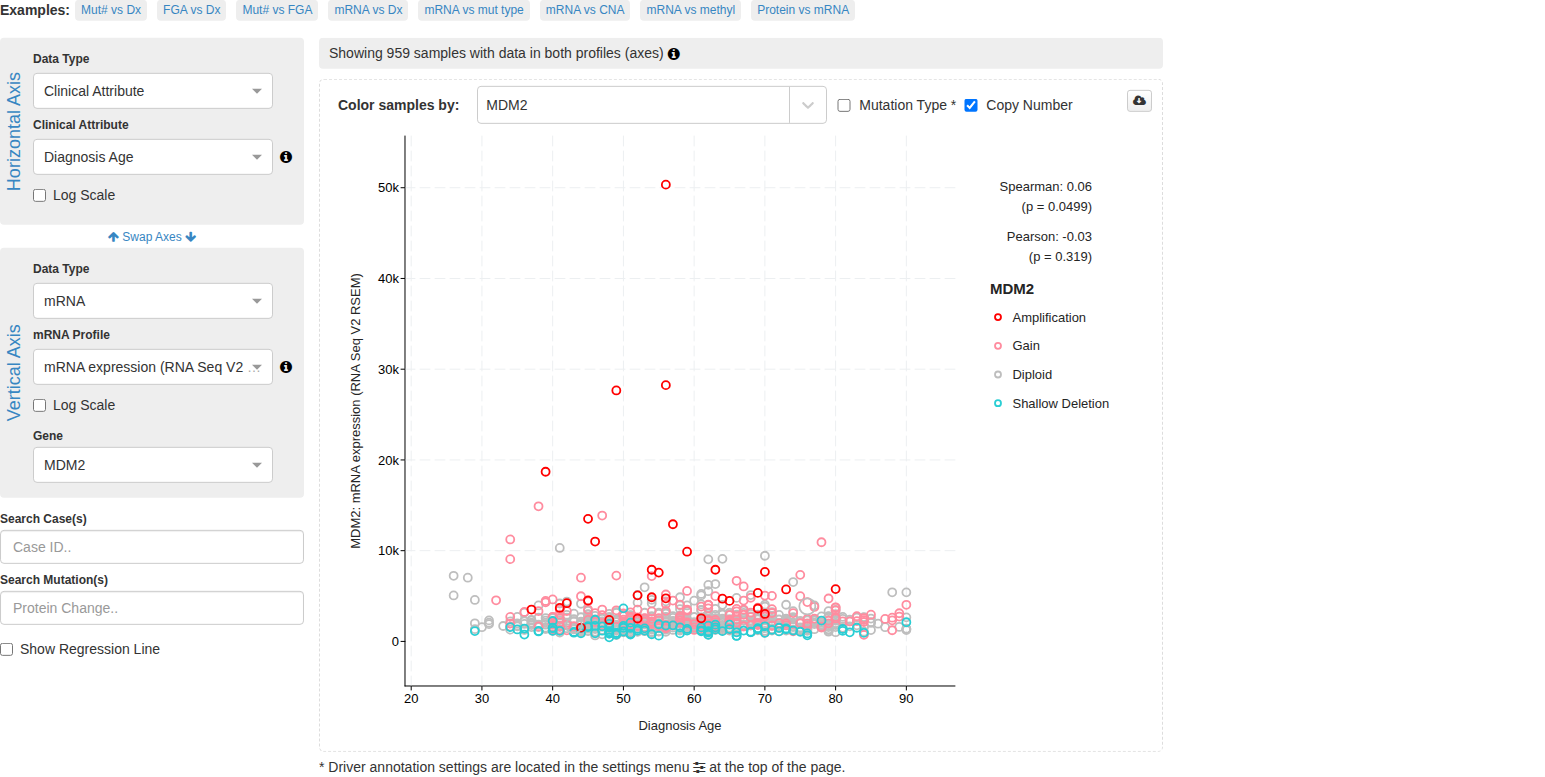 Examples: Mut# vs Dx FGA vs Dx Mut# vs FGA mRNA vs Dx mRNA vs mut type mRNA vs CNA mRNA vs methyl Protein vs mRNA
Horizontal Axis
Data Type
Clinical Attribute
Clinical Attribute
Diagnosis Age
Log Scale
Swap Axes
Vertical Axis
Data Type
mRNA
mRNA Profile
mRNA expression (RNA Seq V2 ...
Log Scale
Gene
MDM2
Search Case(s)
Case ID..
Search Mutation(s)
Protein Change..
Show Regression Line
Showing 959 samples with data in both profiles (axes)
Color samples by: MDM2 Mutation Type * Copy Number
MDM2: mRNA expression (RNA Seq V2 RSEM)
50k
40k
30k
20k
10k
0
20 30 40 50 60 70 80 90
Diagnosis Age
Spearman: 0.06
(p = 0.0499)
Pearson: -0.03
(p = 0.319)
MDM2
Amplification
Gain
Diploid
Shallow Deletion
* Driver annotation settings are located in the settings menu at the top of the page.